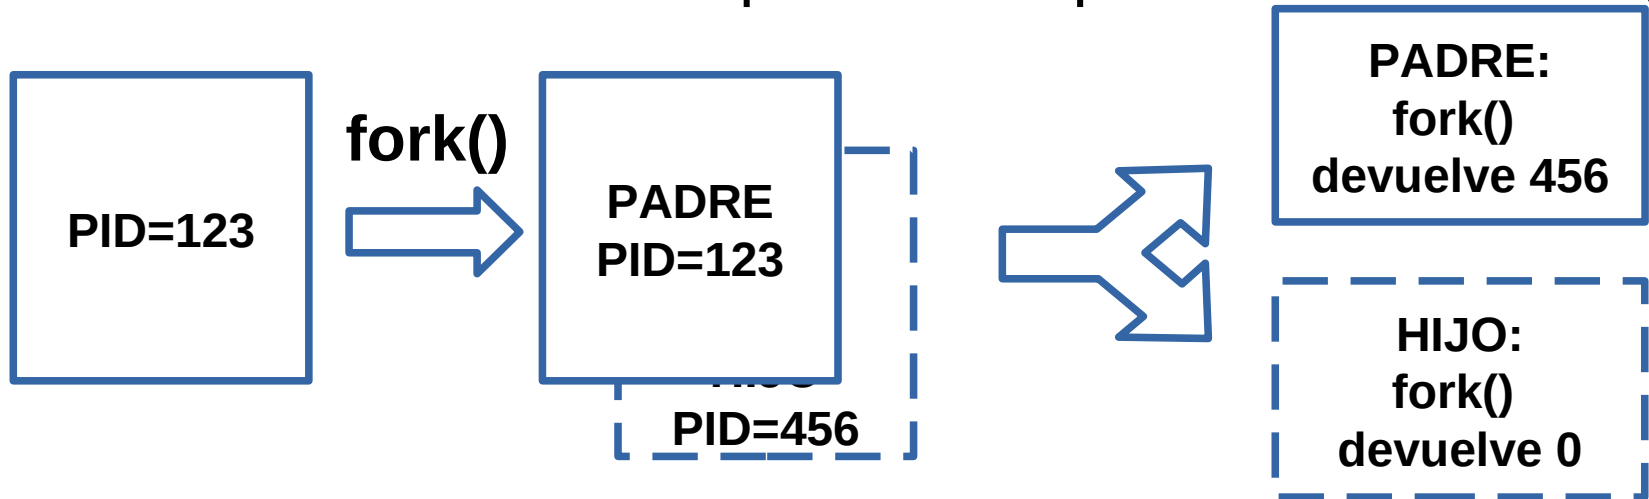 PID=123
fork()
PADRE
PID=123
PID=456
PADRE:
fork()
devuelve 456
HIJO:
fork()
devuelve 0